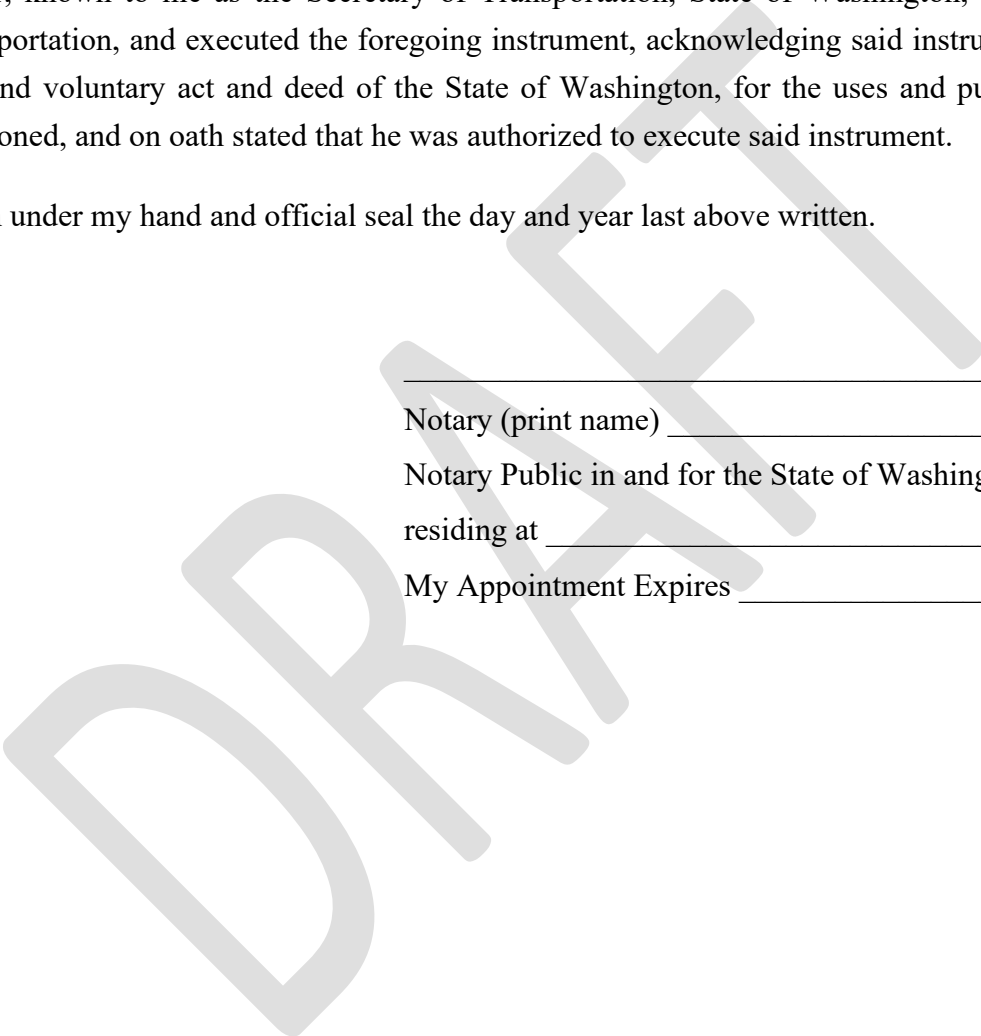 known to me as the Secretary of Transportation, State of Washington,
portation, and executed the foregoing instrument, acknowledging said instru
nd voluntary act and deed of the State of Washington, for the uses and pu
oned, and on oath stated that he was authorized to execute said instrument.
under my hand and official seal the day and year last above written.
Notary (print name)
Notary Public in and for the State of Washing
residing at
My Appointment Expires
DRAFT